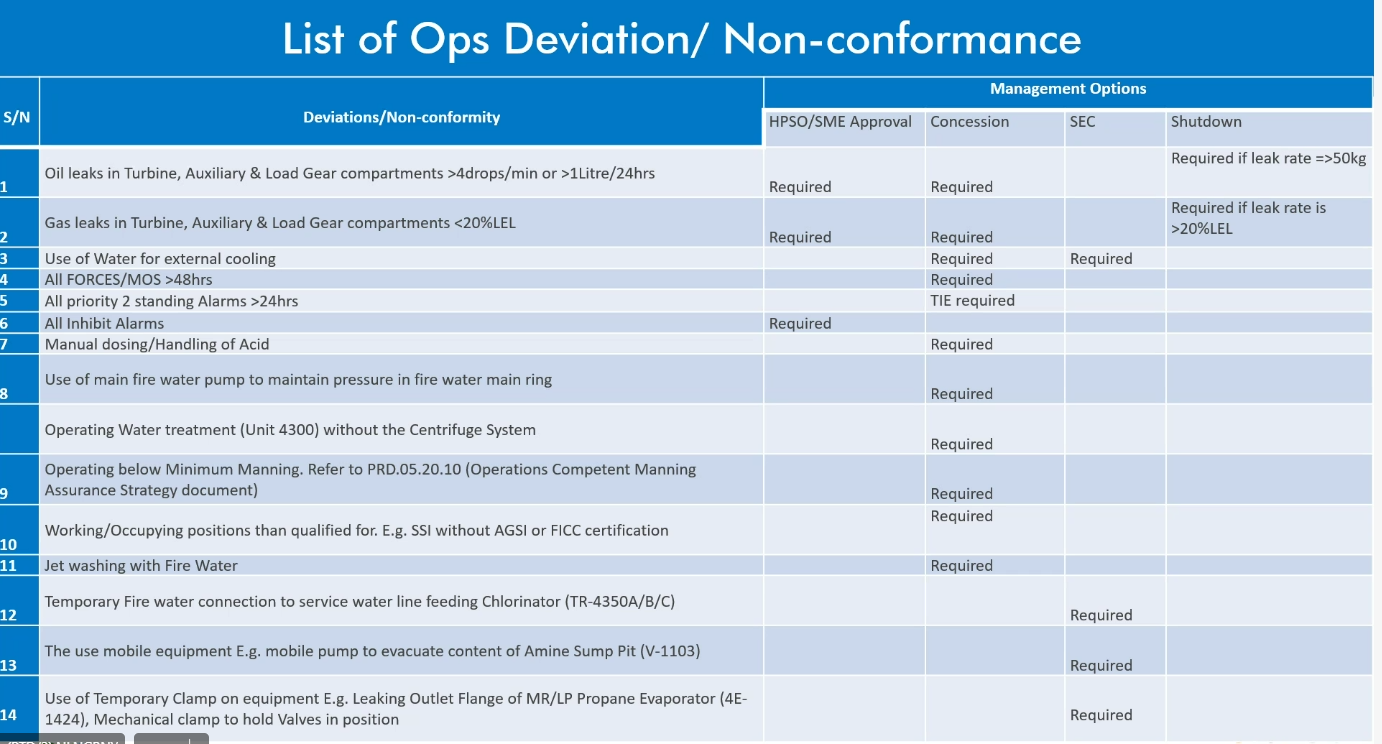 List of Ops Deviation/ Non-conformance
S/N
Deviations/Non-conformity
Management Options
HPSO/SME Approval
Concession
SEC
Shutdown
1
Oil leaks in Turbine, Auxiliary & Load Gear compartments >4drops/min or >1Litre/24hrs
Required
Required
Required if leak rate =>50kg
2
Gas leaks in Turbine, Auxiliary & Load Gear compartments <20%LEL
Required
Required
Required if leak rate is
>20%LEL
3
Use of Water for external cooling
Required
Required
4
All FORCES/MOS >48hrs
Required
5
All priority 2 standing Alarms >24hrs
TIE required
6
All Inhibit Alarms
Required
7
Manual dosing/Handling of Acid
Required
8
Use of main fire water pump to maintain pressure in fire water main ring
Required
Operating Water treatment (Unit 4300) without the Centrifuge System
Required
9
Operating below Minimum Manning. Refer to PRD.05.20.10 (Operations Competent Manning
Assurance Strategy document)
Required
10
Working/Occupying positions than qualified for. E.g. SSI without AGSI or FICC certification
Required
11
Jet washing with Fire Water
Required
12
Temporary Fire water connection to service water line feeding Chlorinator (TR-4350A/B/C)
Required
13
The use mobile equipment E.g. mobile pump to evacuate content of Amine Sump Pit (V-1103)
Required
14
Use of Temporary Clamp on equipment E.g. Leaking Outlet Flange of MR/LP Propane Evaporator (4E-
1424), Mechanical clamp to hold Valves in position
Required